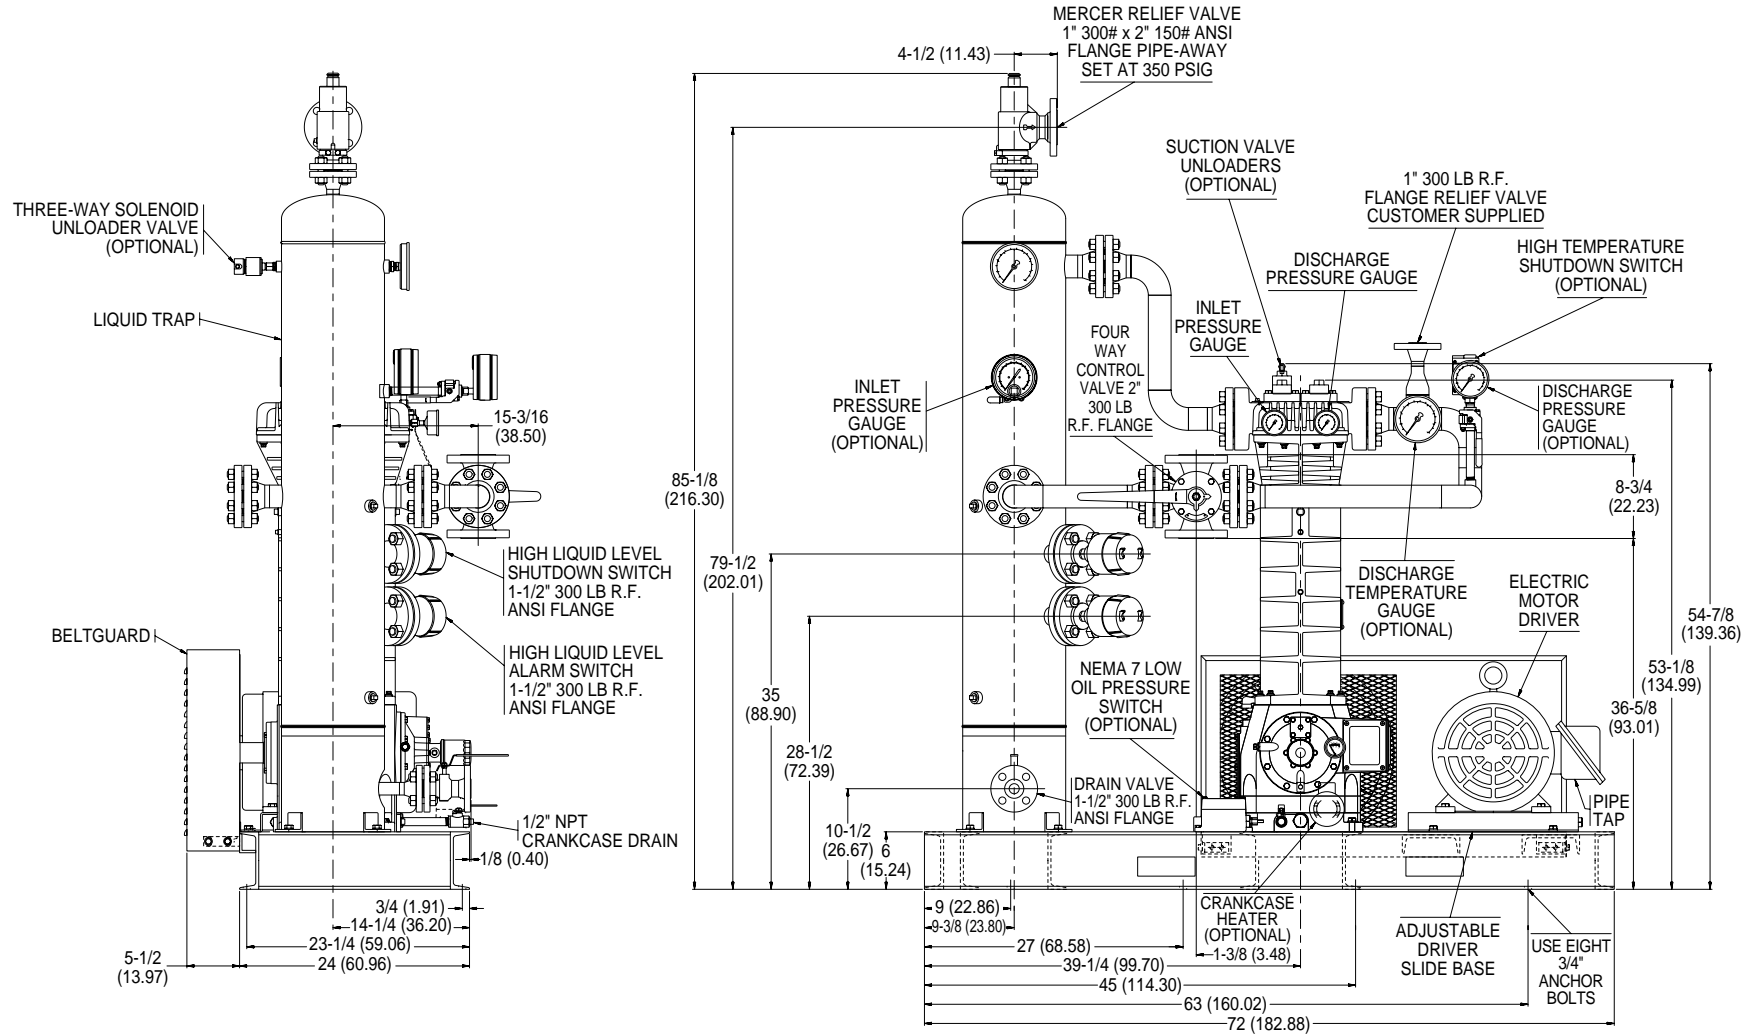 MERCER RELIEF VALVE
1" 300# x 2" 150# ANSI
FLANGE PIPE-AWAY
SET AT 350 PSIG
4-1/2 (11.43)
THREE-WAY SOLENOID
UNLOADER VALVE
(OPTIONAL)
LIQUID TRAP
15-3/16
(38.50)
HIGH LIQUID LEVEL
SHUTDOWN SWITCH
1-1/2" 300 LB R.F.
ANSI FLANGE
HIGH LIQUID LEVEL
ALARM SWITCH
1-1/2" 300 LB R.F.
ANSI FLANGE
BELTGUARD
1/2" NPT
CRANKCASE DRAIN
1/8 (0.40)
3/4 (1.91)
14-1/4 (36.20)
23-1/4 (59.06)
24 (60.96)
5-1/2
(13.97)
85-1/8
(216.30)
79-1/2
(202.01)
35
(88.90)
28-1/2
(72.39)
10-1/2
(26.67)
6
(15.24)
INLET
PRESSURE
GAUGE
(OPTIONAL)
FOUR
WAY
CONTROL
VALVE 2"
300 LB
R.F. FLANGE
SUCTION VALVE
UNLOADERS
(OPTIONAL)
INLET
PRESSURE
GAUGE
DISCHARGE
PRESSURE GAUGE
1" 300 LB R.F.
FLANGE RELIEF VALVE
CUSTOMER SUPPLIED
HIGH TEMPERATURE
SHUTDOWN SWITCH
(OPTIONAL)
DISCHARGE
PRESSURE
GAUGE
(OPTIONAL)
8-3/4
(22.23)
DISCHARGE
TEMPERATURE
GAUGE
(OPTIONAL)
ELECTRIC
MOTOR
DRIVER
54-7/8
(139.36)
53-1/8
(134.99)
36-5/8
(93.01)
NEMA 7 LOW
OIL PRESSURE
SWITCH
(OPTIONAL)
DRAIN VALVE
1-1/2" 300 LB R.F.
ANSI FLANGE
PIPE
TAP
9 (22.86)
9-3/8 (23.80)
27 (68.58)
1-3/8 (3.48)
39-1/4 (99.70)
45 (114.30)
63 (160.02)
72 (182.88)
CRANKCASE
HEATER
(OPTIONAL)
ADJUSTABLE
DRIVER
SLIDE BASE
USE EIGHT
3/4"
ANCHOR
BOLTS